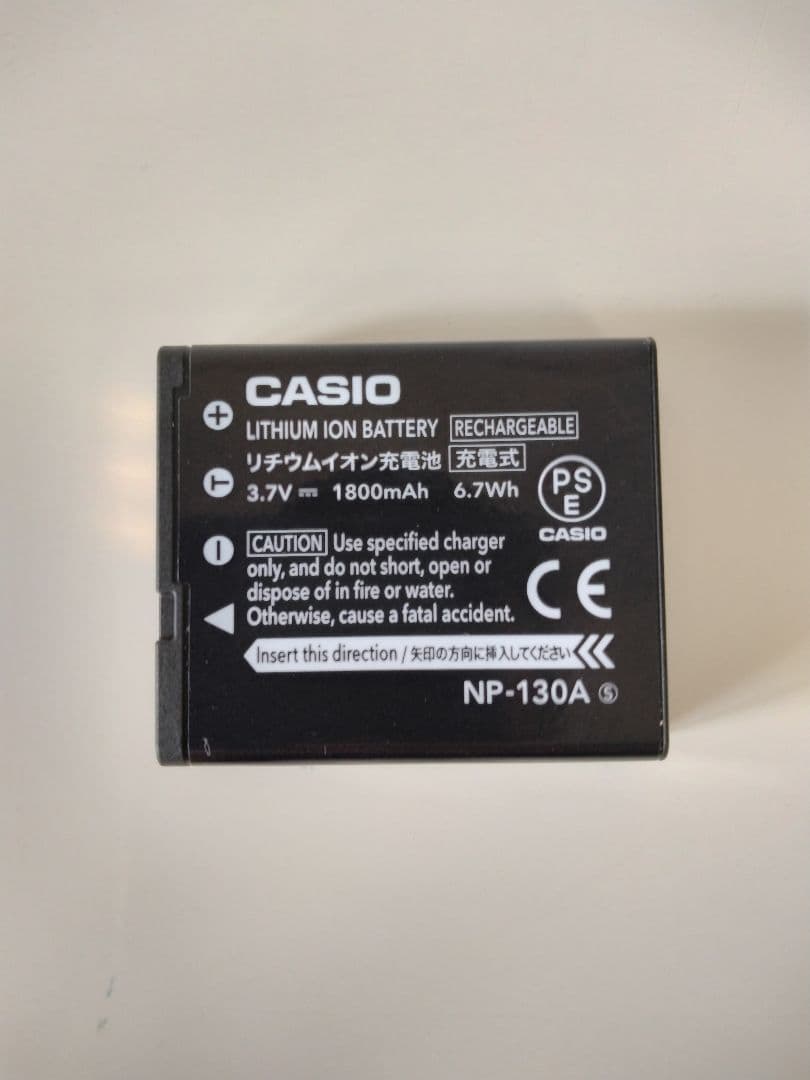 CASIO
LITHIUM ION BATTERY RECHARGEABLE
リチウムイオン充電池 充電式
3.7V⎓ 1800mAh 6.7Wh
+
T
−
PS
E
CASIO
CAUTION Use specified charger
only, and do not short, open or
dispose of in fire or water.
Otherwise, cause a fatal accident.
CE
Insert this direction / 矢印の方向に挿入してください
NP-130A Ⓢ